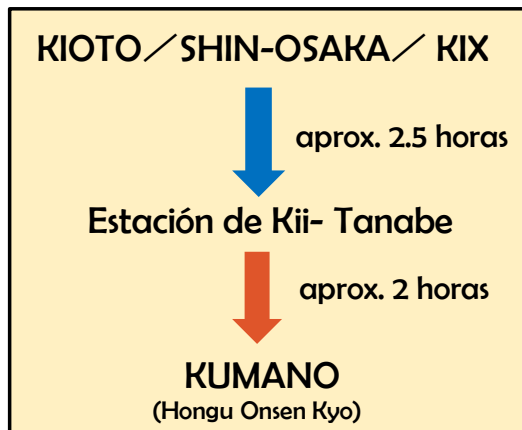 KIOTO／SHIN-OSAKA／ KIX
aprox. 2.5 horas
Estación de Kii- Tanabe
aprox. 2 horas
KUMANO
(Hongu Onsen Kyo)